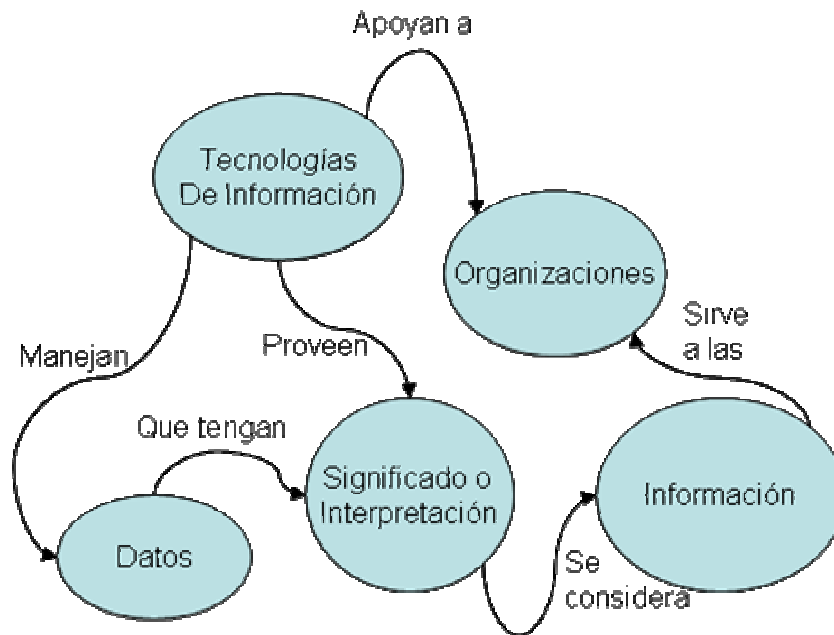 Apoyan a
Tecnologías
De Información
Organizaciones
Sirve
a las
Manejan
Proveen
Que tengan
Significado o
Interpretación
Información
Datos
Se
considera